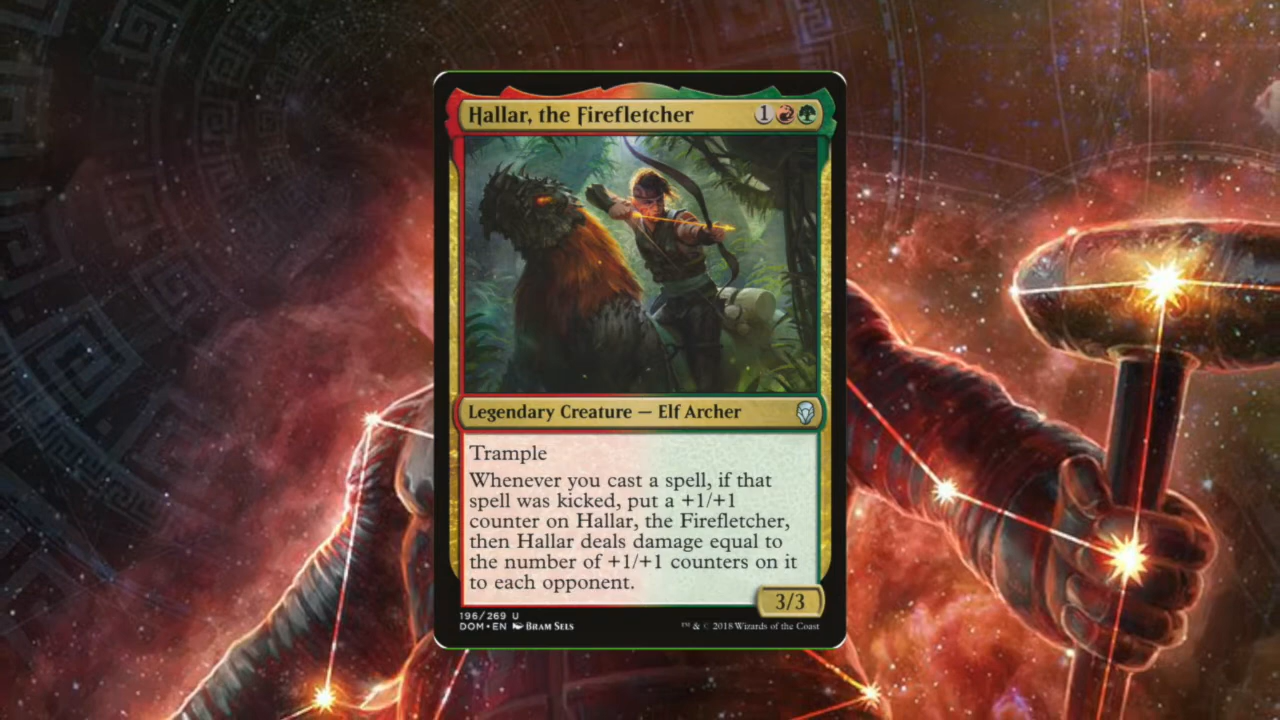 Hallar, the Firefletcher 1
Legendary Creature — Elf Archer
Trample
Whenever you cast a spell, if that
spell was kicked, put a +1/+1
counter on Hallar, the Firefletcher,
then Hallar deals damage equal to
the number of +1/+1 counters on it
to each opponent.
3/3
196/269 U
DOM • EN Bram Sels
™ & © 2018 Wizards of the Coast